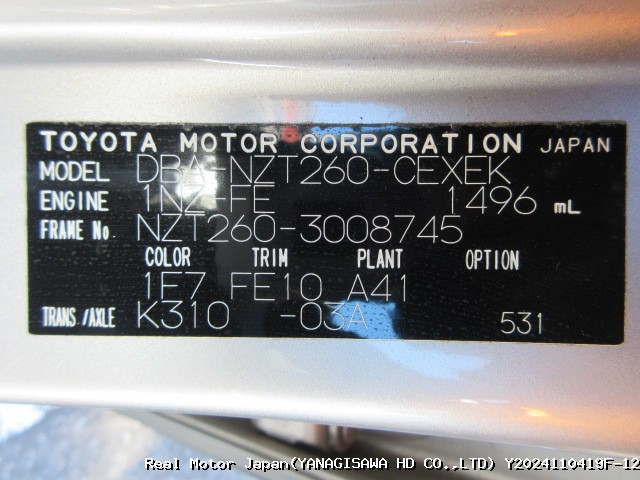 TOYOTA MOTOR CORPORATION JAPAN
MODEL DBA-NZT260-CEXEK
ENGINE 1NZ-FE 1496 mL
FRAME No. NZT260-3008745
COLOR TRIM PLANT OPTION
1E7 FE10 A41
TRANS./AXLE K310 -03A 531
Real Motor Japan(YANAGISAWA HD CO.,LTD) Y2024110419F-12